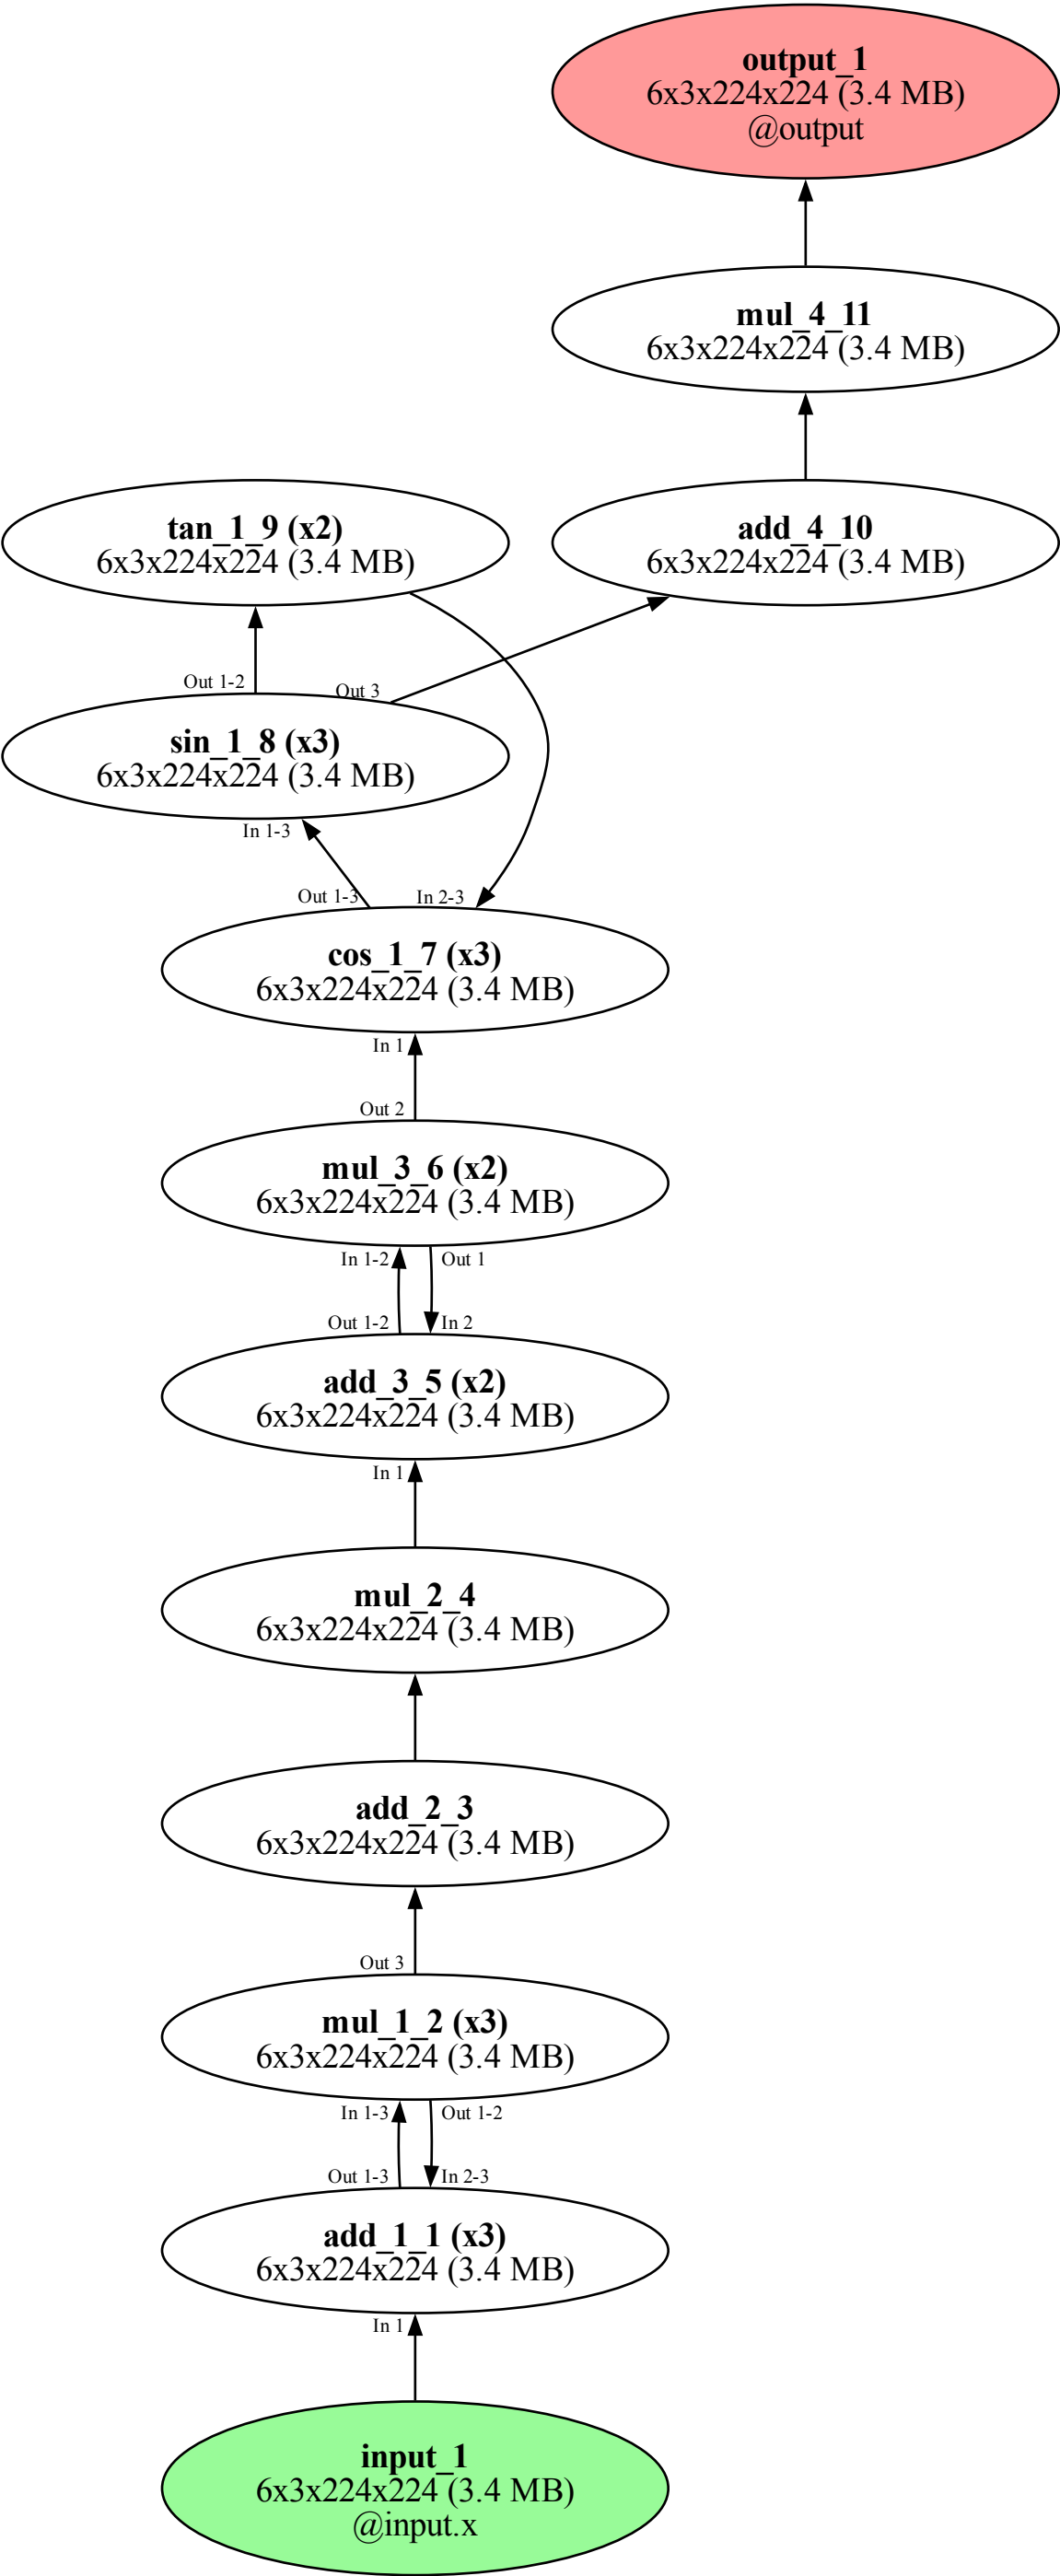 output_1
6x3x224x224 (3.4 MB)
@output
mul_4_11
6x3x224x224 (3.4 MB)
tan_1_9 (x2)
6x3x224x224 (3.4 MB)
add_4_10
6x3x224x224 (3.4 MB)
Out 1-2
Out 3
sin_1_8 (x3)
6x3x224x224 (3.4 MB)
In 1-3
Out 1-3
In 2-3
cos_1_7 (x3)
6x3x224x224 (3.4 MB)
In 1
Out 2
mul_3_6 (x2)
6x3x224x224 (3.4 MB)
In 1-2
Out 1
Out 1-2
In 2
add_3_5 (x2)
6x3x224x224 (3.4 MB)
In 1
mul_2_4
6x3x224x224 (3.4 MB)
add_2_3
6x3x224x224 (3.4 MB)
Out 3
mul_1_2 (x3)
6x3x224x224 (3.4 MB)
In 1-3
Out 1-2
Out 1-3
In 2-3
add_1_1 (x3)
6x3x224x224 (3.4 MB)
In 1
input_1
6x3x224x224 (3.4 MB)
@input.x